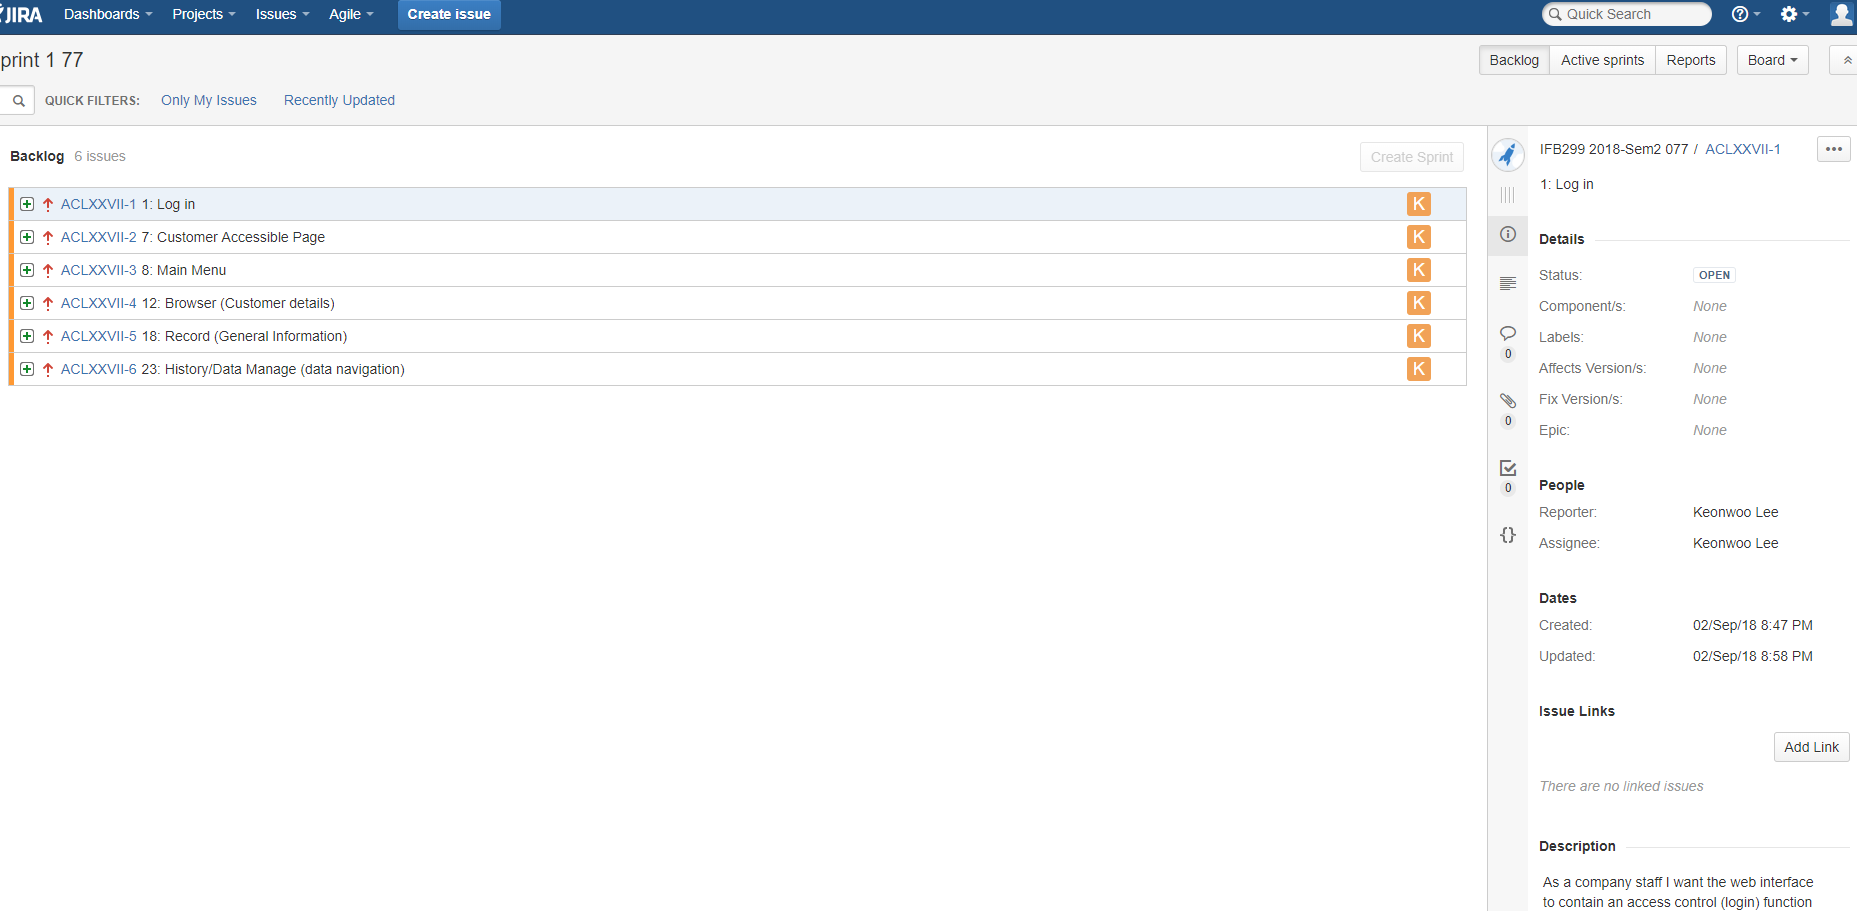 JIRA Dashboards Projects Issues Agile Create issue Quick Search
print 1 77
Backlog Active sprints Reports Board
QUICK FILTERS: Only My Issues Recently Updated
Backlog 6 issues
Create Sprint
ACLXXVII-1 1: Log in K
ACLXXVII-2 7: Customer Accessible Page K
ACLXXVII-3 8: Main Menu K
ACLXXVII-4 12: Browser (Customer details) K
ACLXXVII-5 18: Record (General Information) K
ACLXXVII-6 23: History/Data Manage (data navigation) K
0
0
0
{}
IFB299 2018-Sem2 077 / ACLXXVII-1
1: Log in
Details
Status: OPEN
Component/s: None
Labels: None
Affects Version/s: None
Fix Version/s: None
Epic: None
People
Reporter: Keonwoo Lee
Assignee: Keonwoo Lee
Dates
Created: 02/Sep/18 8:47 PM
Updated: 02/Sep/18 8:58 PM
Issue Links
Add Link
There are no linked issues
Description
As a company staff I want the web interface
to contain an access control (login) function